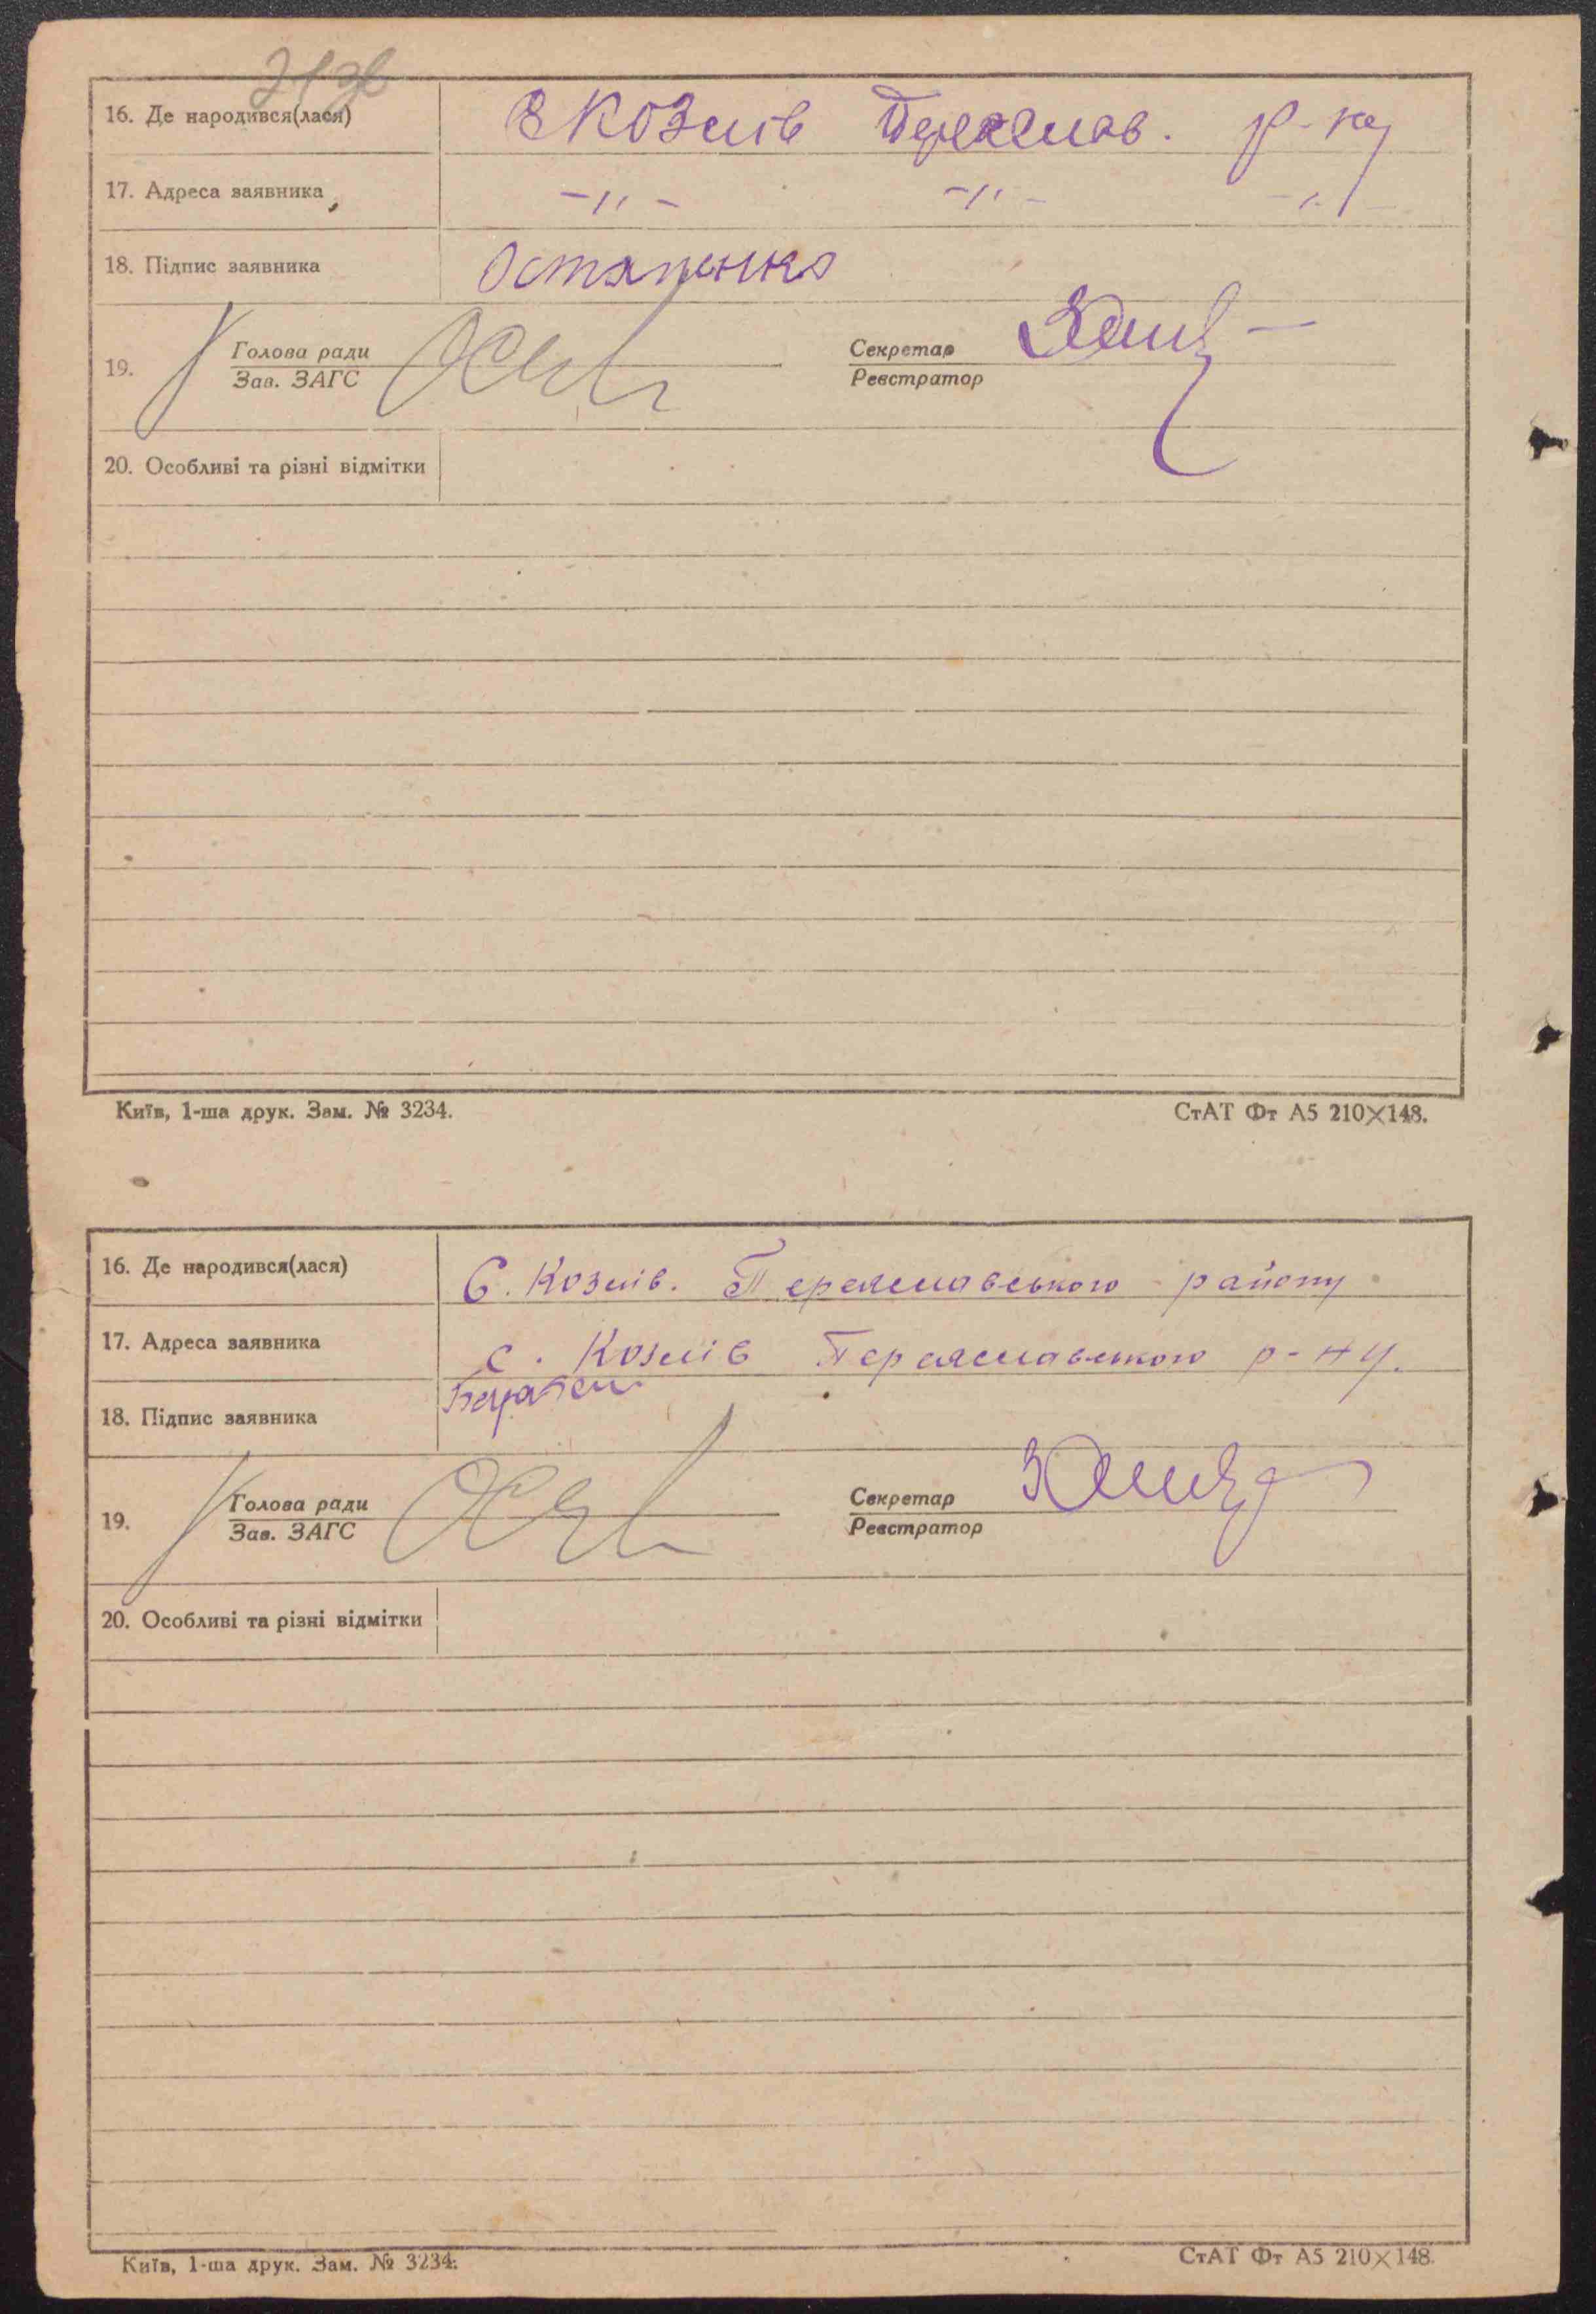 21зв
16. Де народився(лася) в Козлів Переяслав. р-ну
17. Адреса заявника -"- -"- -"-
18. Підпис заявника Остапенко
19. Голова ради
Зав. ЗАГС
Секретар
Реєстратор
20. Особливі та різні відмітки
Київ, 1-ша друк. Зам. № 3234. СтАТ Фт А5 210×148.
16. Де народився(лася) С. Козлів. Переяславського району
17. Адреса заявника с. Козлів Переяславського р-ну.
18. Підпис заявника
19. Голова ради
Зав. ЗАГС
Секретар
Реєстратор
20. Особливі та різні відмітки
Київ, 1-ша друк. Зам. № 3234. СтАТ Фт А5 210×148.